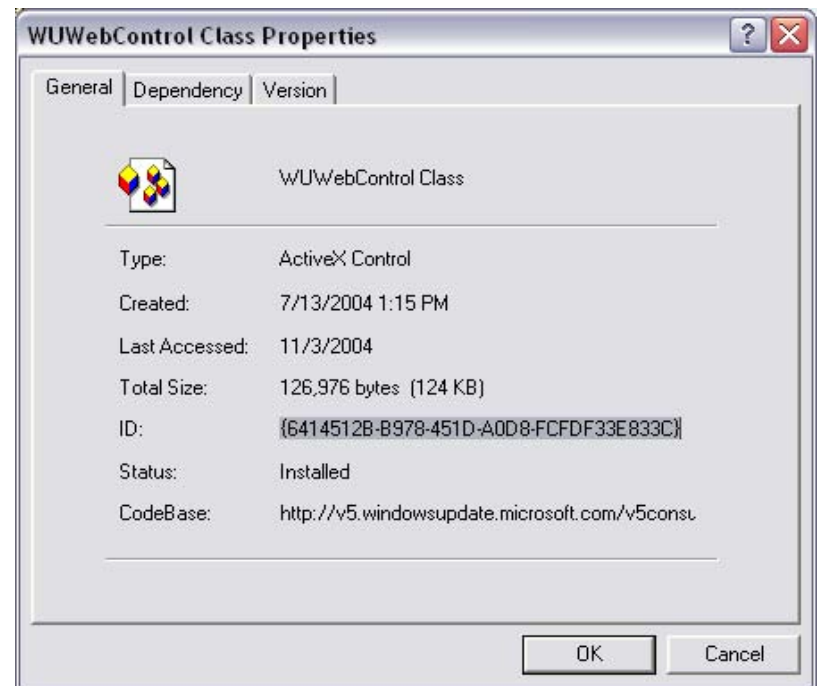 WUWebControl Class Properties
General Dependency Version
WUWebControl Class
Type: ActiveX Control
Created: 7/13/2004 1:15 PM
Last Accessed: 11/3/2004
Total Size: 126,976 bytes (124 KB)
ID: {6414512B-B978-451D-A0D8-FCFDF33E833C}
Status: Installed
CodeBase: http://v5.windowsupdate.microsoft.com/v5consu
OK Cancel